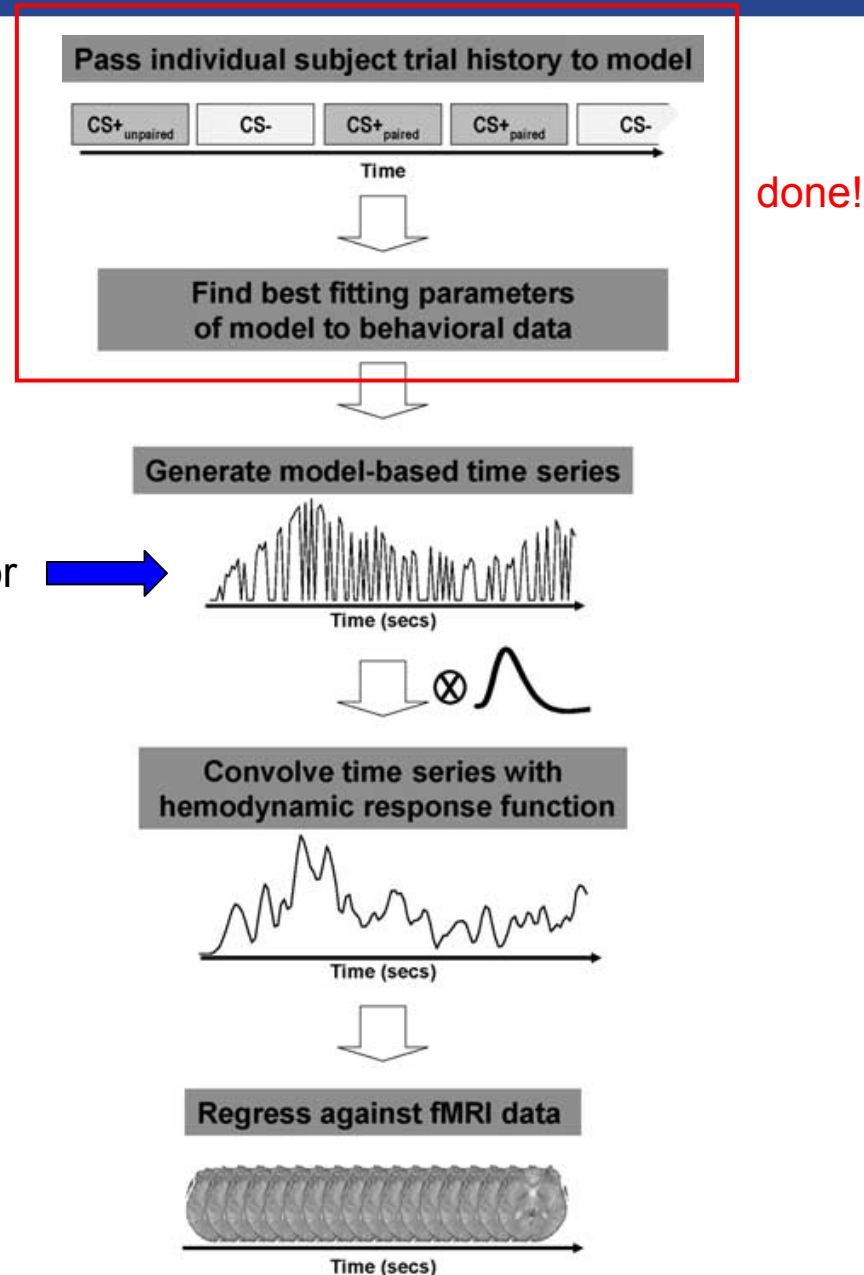 Pass individual subject trial history to model
CS+unpaired CS- CS+paired CS+paired CS-
Time
done!
Find best fitting parameters
of model to behavioral data
Generate model-based time series
Time (secs)
⊗
Convolve time series with
hemodynamic response function
Time (secs)
Regress against fMRI data
Time (secs)